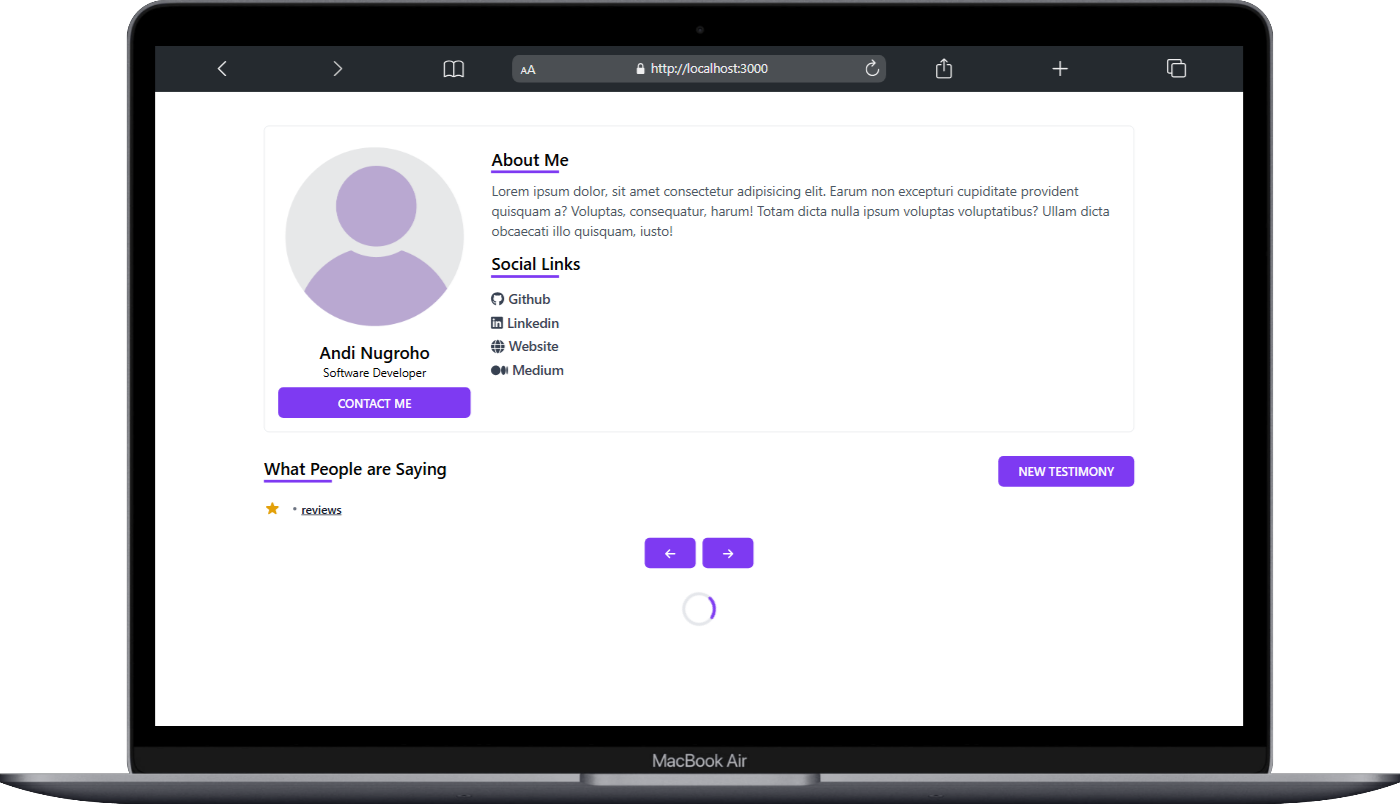 AA
http://localhost:3000
About Me
Lorem ipsum dolor, sit amet consectetur adipisicing elit. Earum non excepturi cupiditate provident
quisquam a? Voluptas, consequatur, harum! Totam dicta nulla ipsum voluptas voluptatibus? Ullam dicta
obcaecati illo quisquam, iusto!
Social Links
Github
Linkedin
Website
Medium
Andi Nugroho
Software Developer
CONTACT ME
What People are Saying
NEW TESTIMONY
• reviews
MacBook Air